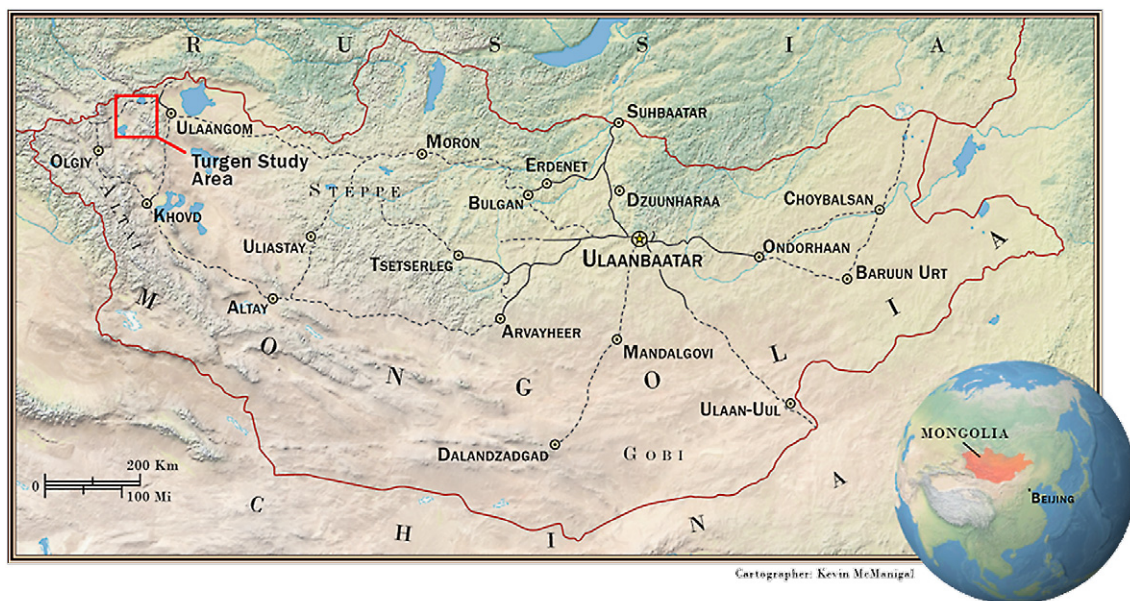 R U S S I A
SUHBAATAR
ULAANGOM
MORON
OLGIY
Turgen Study
Area
ERDENET
STEPPE
BULGAN
DZUUNHARAA
CHOYBALSAN
ALTAI
KHOVD
ULIASTAY
TSETSERLEG
ULAANBAATAR
ONDORHAAN
BARUUN URT
ALTAY
ARVAYHEER
MANDALGOVI
M O N G O L I A
ULAAN-UUL
DALANDZADGAD
GOBI
200 KM
0
100 MI
C H I N A
MONGOLIA
BEIJING
Cartographer: Kevin McManigal